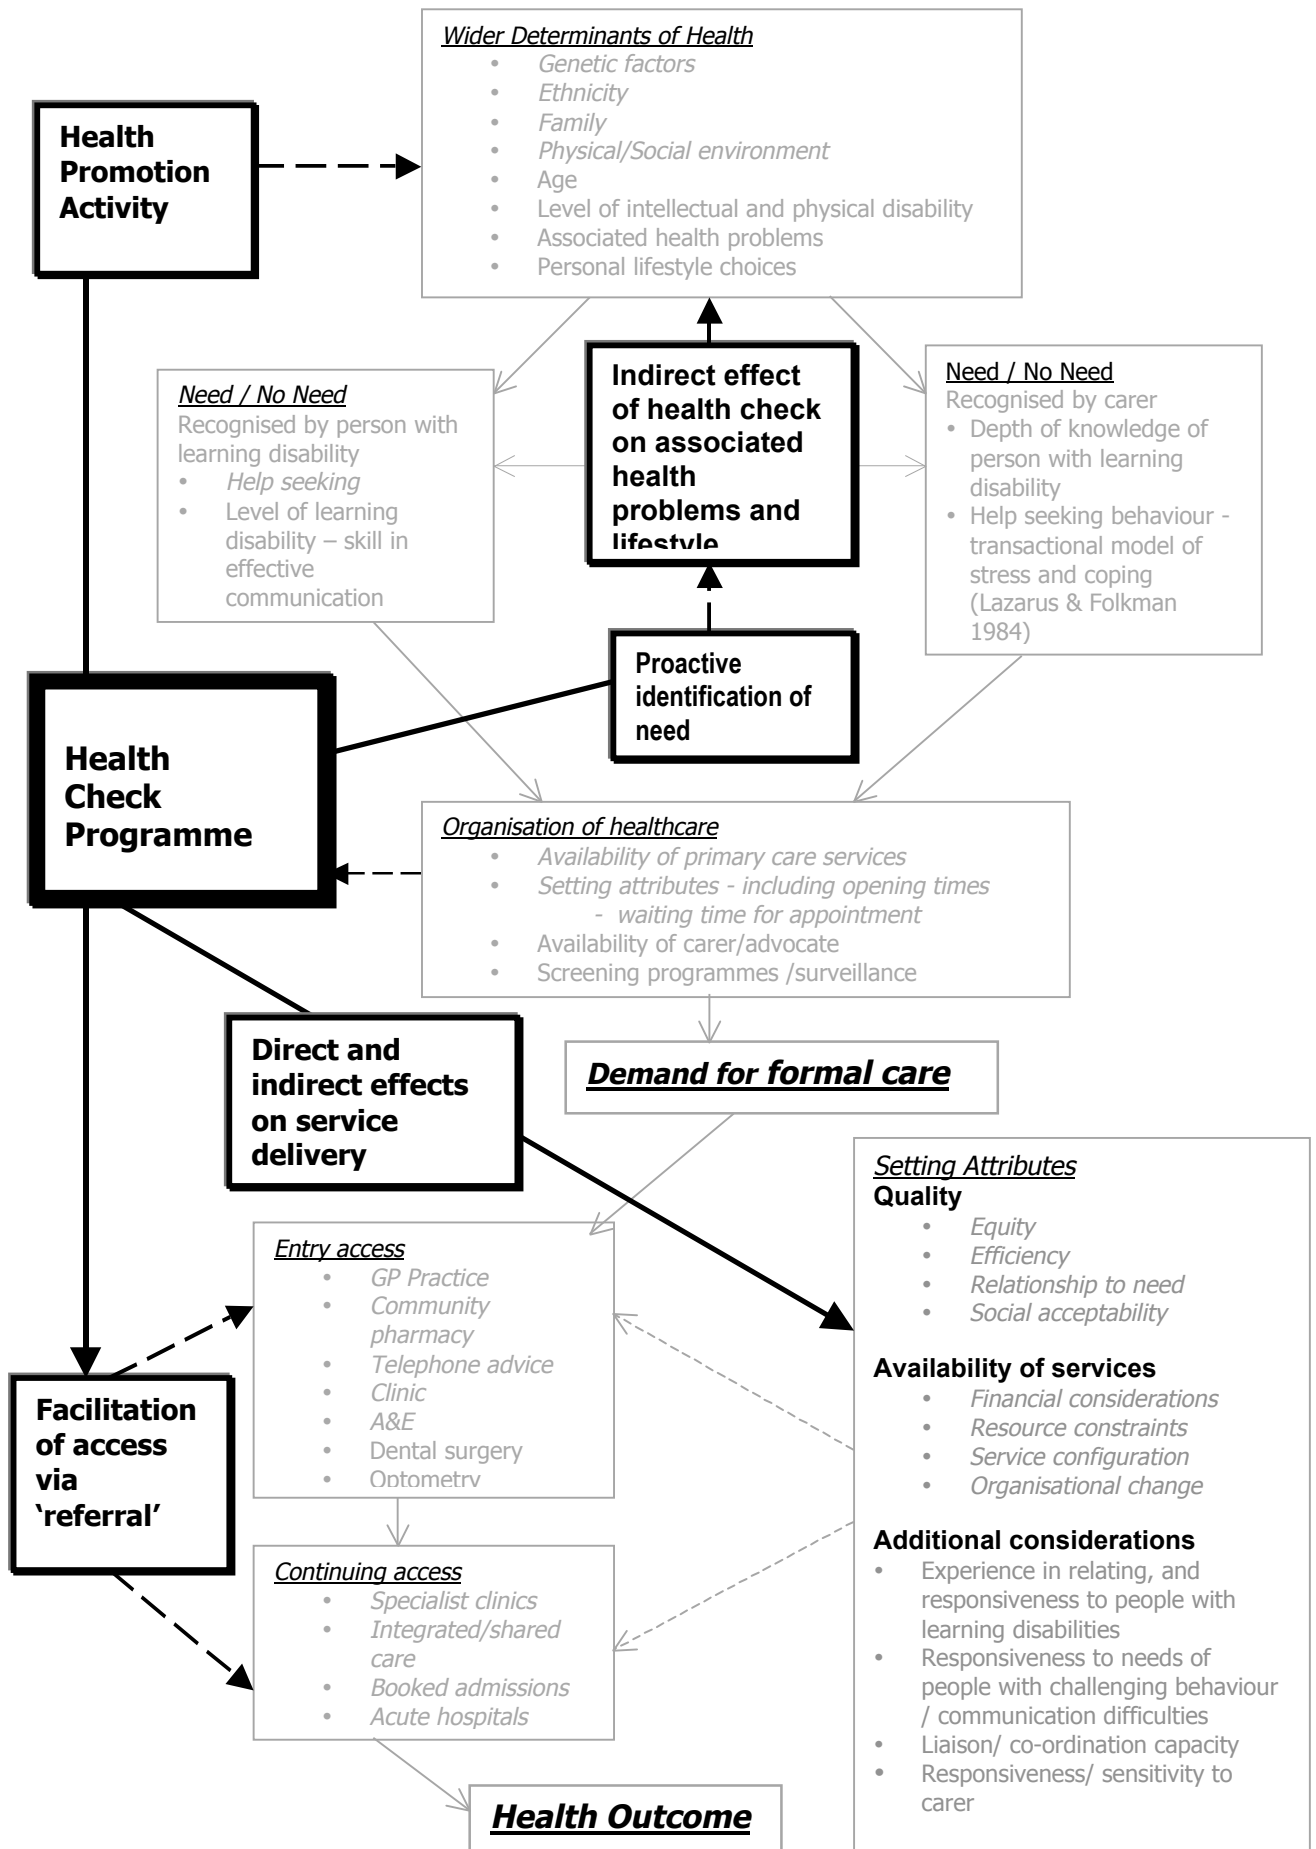 Wider Determinants of Health
• Genetic factors
• Ethnicity
• Family
• Physical/Social environment
• Age
• Level of intellectual and physical disability
• Associated health problems
• Personal lifestyle choices
Health
Promotion
Activity
Need / No Need
Recognised by person with
learning disability
• Help seeking
• Level of learning
disability – skill in
effective
communication
Indirect effect
of health check
on associated
health
problems and
lifestyle
Need / No Need
Recognised by carer
• Depth of knowledge of
person with learning
disability
• Help seeking behaviour -
transactional model of
stress and coping
(Lazarus & Folkman
1984)
Proactive
identification of
need
Health
Check
Programme
Organisation of healthcare
• Availability of primary care services
• Setting attributes - including opening times
- waiting time for appointment
• Availability of carer/advocate
• Screening programmes /surveillance
Direct and
indirect effects
on service
delivery
Demand for formal care
Entry access
• GP Practice
• Community
pharmacy
• Telephone advice
• Clinic
• A&E
• Dental surgery
• Optometry
Setting Attributes
Quality
• Equity
• Efficiency
• Relationship to need
• Social acceptability
Availability of services
• Financial considerations
• Resource constraints
• Service configuration
• Organisational change
Additional considerations
• Experience in relating, and
responsiveness to people with
learning disabilities
• Responsiveness to needs of
people with challenging behaviour
/ communication difficulties
• Liaison/ co-ordination capacity
• Responsiveness/ sensitivity to
carer
Facilitation
of access
via
‘referral’
Continuing access
• Specialist clinics
• Integrated/shared
care
• Booked admissions
• Acute hospitals
Health Outcome